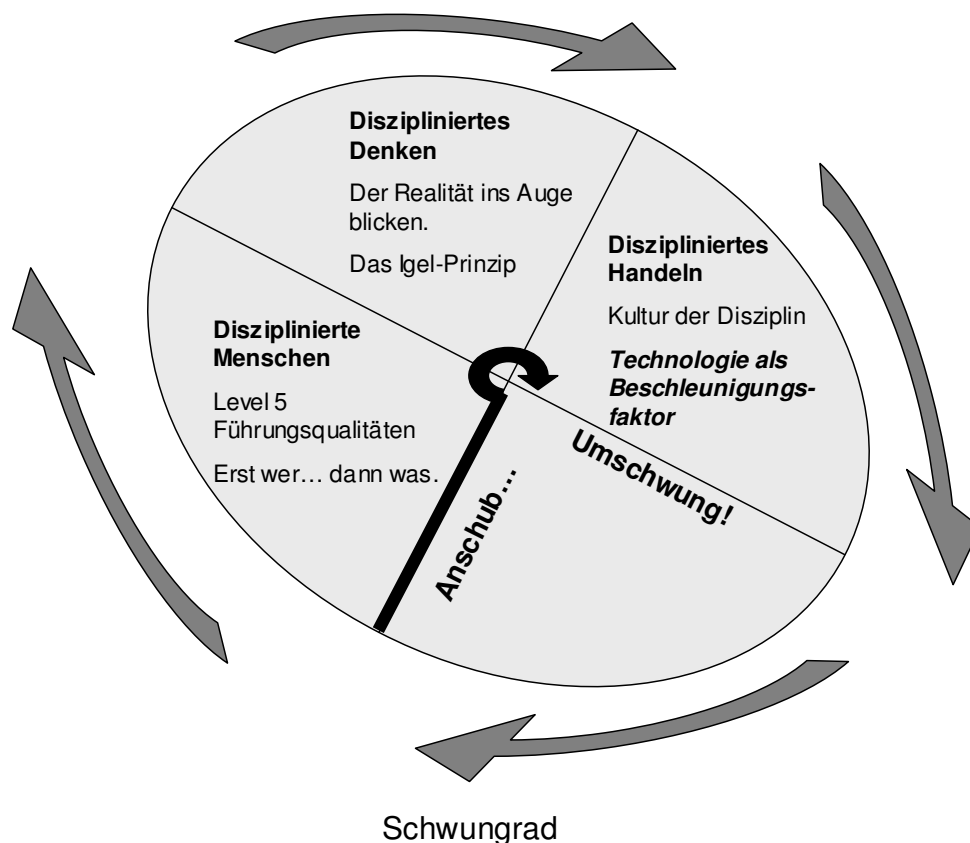 Diszipliniertes
Denken
Der Realität ins Auge
blicken.
Das Igel-Prinzip
Diszipliniertes
Handeln
Kultur der Disziplin
Technologie als
Beschleunigungs-
faktor
Disziplinierte
Menschen
Level 5
Führungsqualitäten
Erst wer… dann was.
Anschub…
Umschwung!
Schwungrad